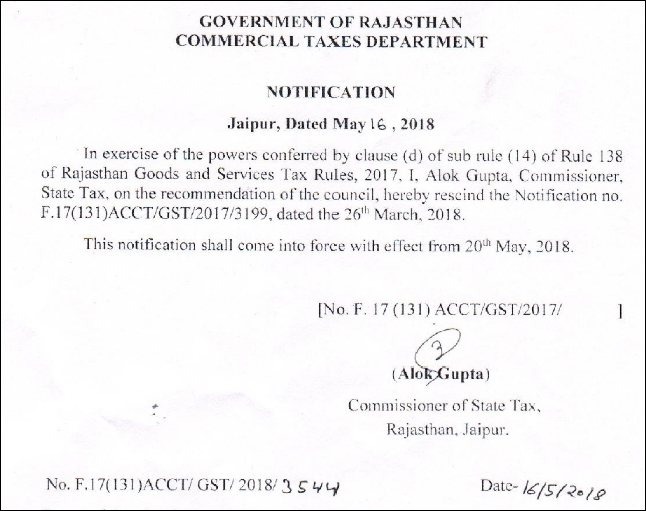 GOVERNMENT OF RAJASTHAN
COMMERCIAL TAXES DEPARTMENT
NOTIFICATION
Jaipur, Dated May 16, 2018
In exercise of the powers conferred by clause (d) of sub rule (14) of Rule 138
of Rajasthan Goods and Services Tax Rules, 2017, I, Alok Gupta, Commissioner,
State Tax, on the recommendation of the council, hereby rescind the Notification no.
F.17(131)ACCT/GST/2017/3199, dated the 26th March, 2018.
This notification shall come into force with effect from 20th May, 2018.
[No. F. 17 (131) ACCT/GST/2017/ ]
(Alok Gupta)
Commissioner of State Tax,
Rajasthan, Jaipur.
No. F.17(131)ACCT/ GST/ 2018/ 3544 Date- 16/5/2018